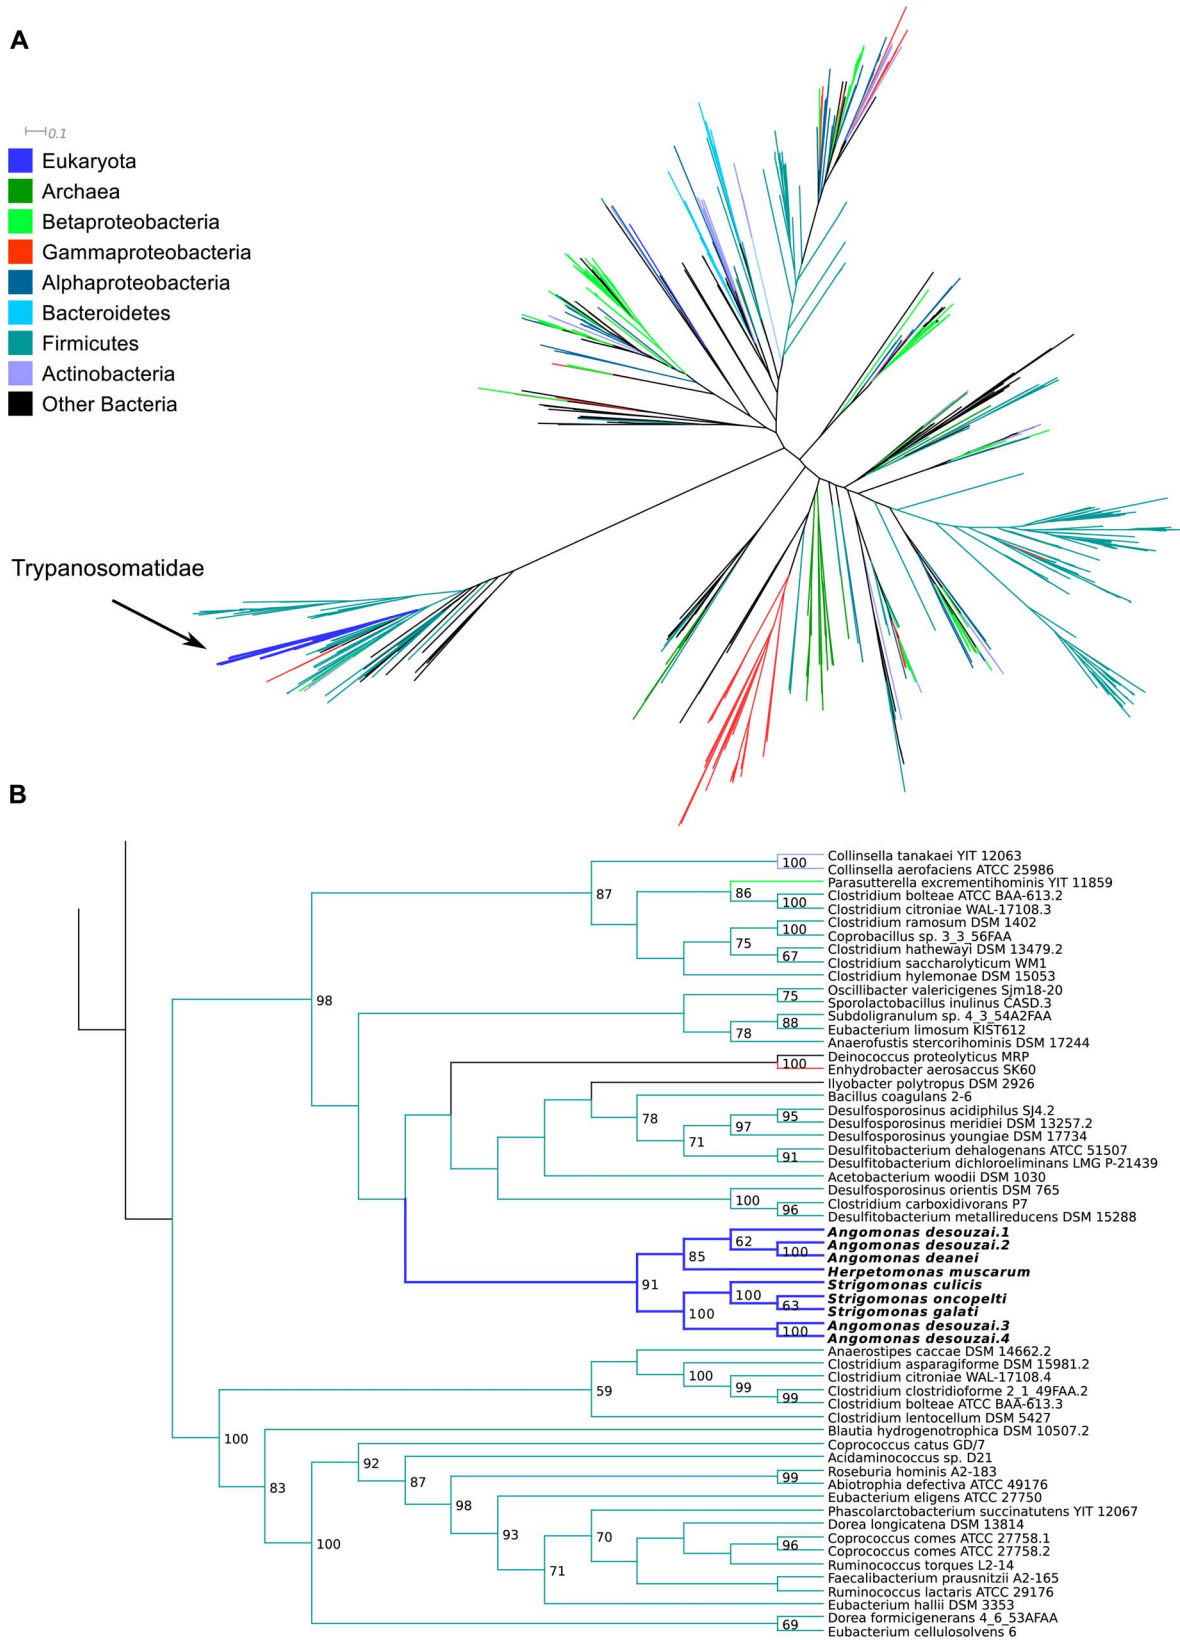 A
0.1
Eukaryota
Archaea
Betaproteobacteria
Gammaproteobacteria
Alphaproteobacteria
Bacteroidetes
Firmicutes
Actinobacteria
Other Bacteria
Trypanosomatidae
B
Collinsella tanakaei YIT 12063
100
Collinsella aerofaciens ATCC 25986
87
Parasutterella excrementihominis YIT 11859
86
Clostridium bolteae ATCC BAA-613.2
100
Clostridium citroniae WAL-17108.3
Clostridium ramosum DSM 1402
100
Coprobacillus sp. 3_3_56FAA
75
Clostridium hathewayi DSM 13479.2
67
Clostridium saccharolyticum WM1
Clostridium hylemonae DSM 15053
98
Oscillibacter valericigenes Sjm18-20
75
Sporolactobacillus inulinus CASD.3
Subdoligranulum sp. 4_3_54A2FAA
88
Eubacterium limosum KIST612
78
Anaerofustis stercorihominis DSM 17244
Deinococcus proteolyticus MRP
100
Enhydrobacter aerosaccus SK60
Ilyobacter polytropus DSM 2926
Bacillus coagulans 2-6
78
Desulfosporosinus acidiphilus SJ4.2
95
Desulfosporosinus meridiei DSM 13257.2
97
Desulfosporosinus youngiae DSM 17734
71
Desulfitobacterium dehalogenans ATCC 51507
91
Desulfitobacterium dichloroeliminans LMG P-21439
Acetobacterium woodii DSM 1030
Desulfosporosinus orientis DSM 765
100
Clostridium carboxidivorans P7
96
Desulfitobacterium metallireducens DSM 15288
Angomonas desouzai.1
62
Angomonas desouzai.2
100
Angomonas deanei
85
Herpetomonas muscarum
91
Strigomonas culicis
100
Strigomonas oncopelti
63
Strigomonas galati
100
Angomonas desouzai.3
100
Angomonas desouzai.4
Anaerostipes caccae DSM 14662.2
Clostridium asparagiforme DSM 15981.2
100
Clostridium citroniae WAL-17108.4
99
Clostridium clostridioforme 2_1_49FAA.2
59
99
Clostridium bolteae ATCC BAA-613.3
Clostridium lentocellum DSM 5427
100
Blautia hydrogenotrophica DSM 10507.2
83
Coprococcus catus GD/7
92
Acidaminococcus sp. D21
87
Roseburia hominis A2-183
99
Abiotrophia defectiva ATCC 49176
98
Eubacterium eligens ATCC 27750
93
Phascolarctobacterium succinatutens YIT 12067
70
Dorea longicatena DSM 13814
Coprococcus comes ATCC 27758.1
96
Coprococcus comes ATCC 27758.2
100
Ruminococcus torques L2-14
71
Faecalibacterium prausnitzii A2-165
Ruminococcus lactaris ATCC 29176
Eubacterium hallii DSM 3353
Dorea formicigenerans 4_6_53AFAA
69
Eubacterium cellulosolvens 6